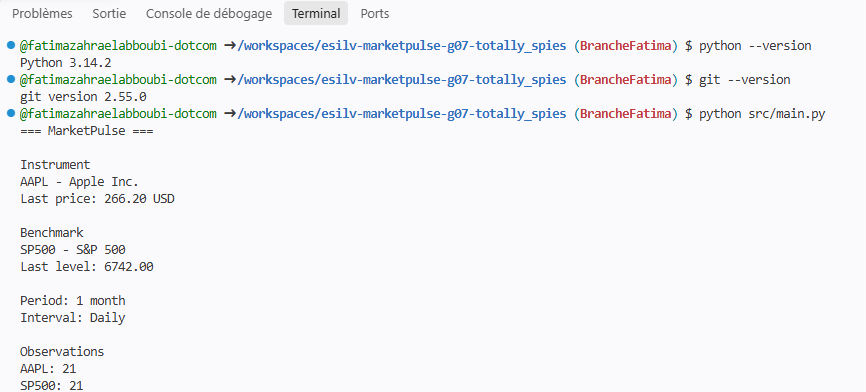 Problèmes Sortie Console de débogage Terminal Ports
@fatimazahraelabboubi-dotcom ➜/workspaces/esilv-marketpulse-g07-totally_spies (BrancheFatima) $ python --version
Python 3.14.2
@fatimazahraelabboubi-dotcom ➜/workspaces/esilv-marketpulse-g07-totally_spies (BrancheFatima) $ git --version
git version 2.55.0
@fatimazahraelabboubi-dotcom ➜/workspaces/esilv-marketpulse-g07-totally_spies (BrancheFatima) $ python src/main.py
=== MarketPulse ===
Instrument
AAPL - Apple Inc.
Last price: 266.20 USD
Benchmark
SP500 - S&P 500
Last level: 6742.00
Period: 1 month
Interval: Daily
Observations
AAPL: 21
SP500: 21